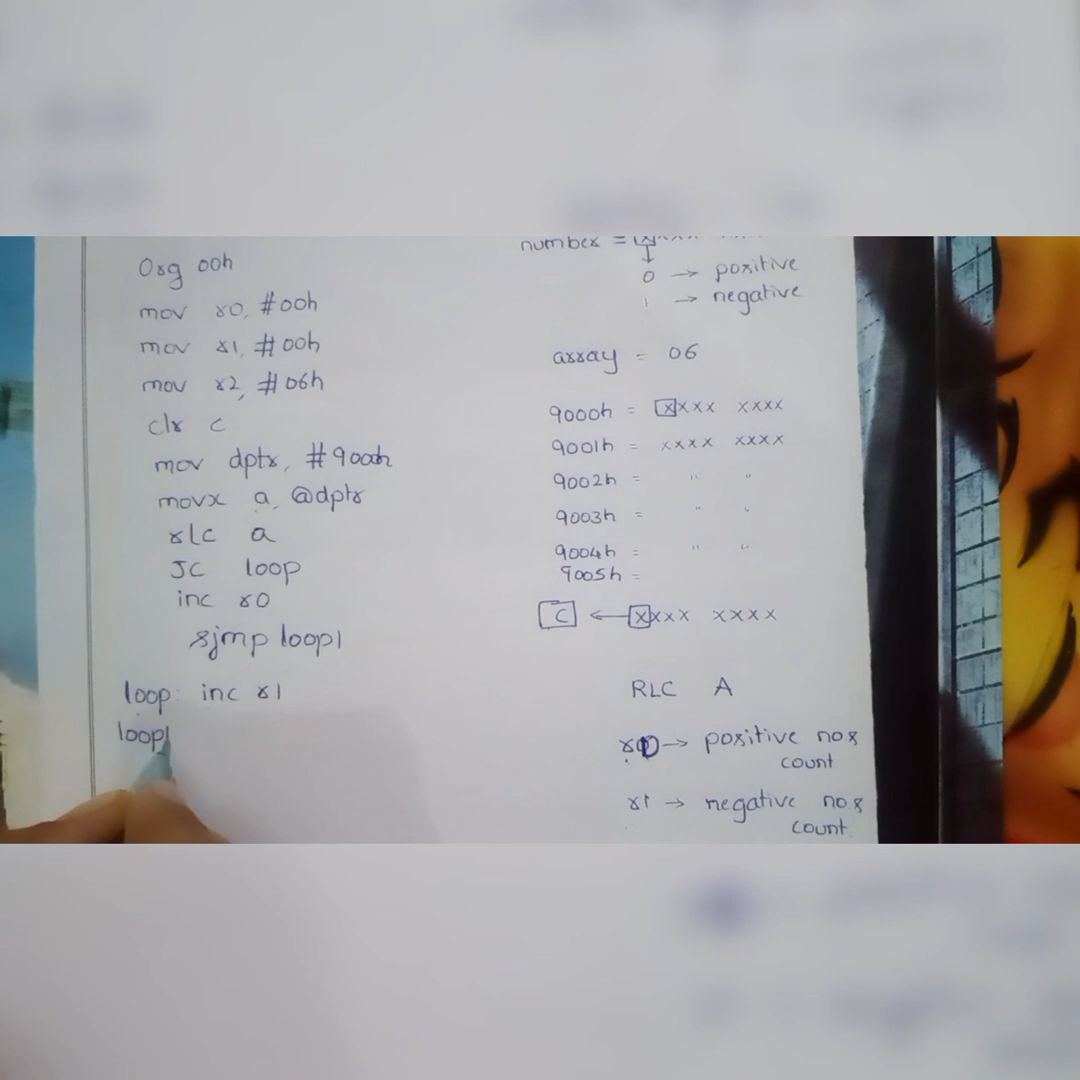 Org 00h
mov r0, #00h
mov r1, #00h
mov r2, #06h
clr c
mov dptr, #9000h
movx a, @dptr
rlc a
JC loop
inc r0
sjmp loop1
loop: inc r1
loop1
number =
0 → positive
1 → negative
array = 06
9000h = xxxx xxxx
9001h = xxxx xxxx
9002h = " "
9003h = " "
9004h = " "
9005h =
C ← xxxx xxxx
RLC A
r0 → positive no.s
count
r1 → negative no.s
count